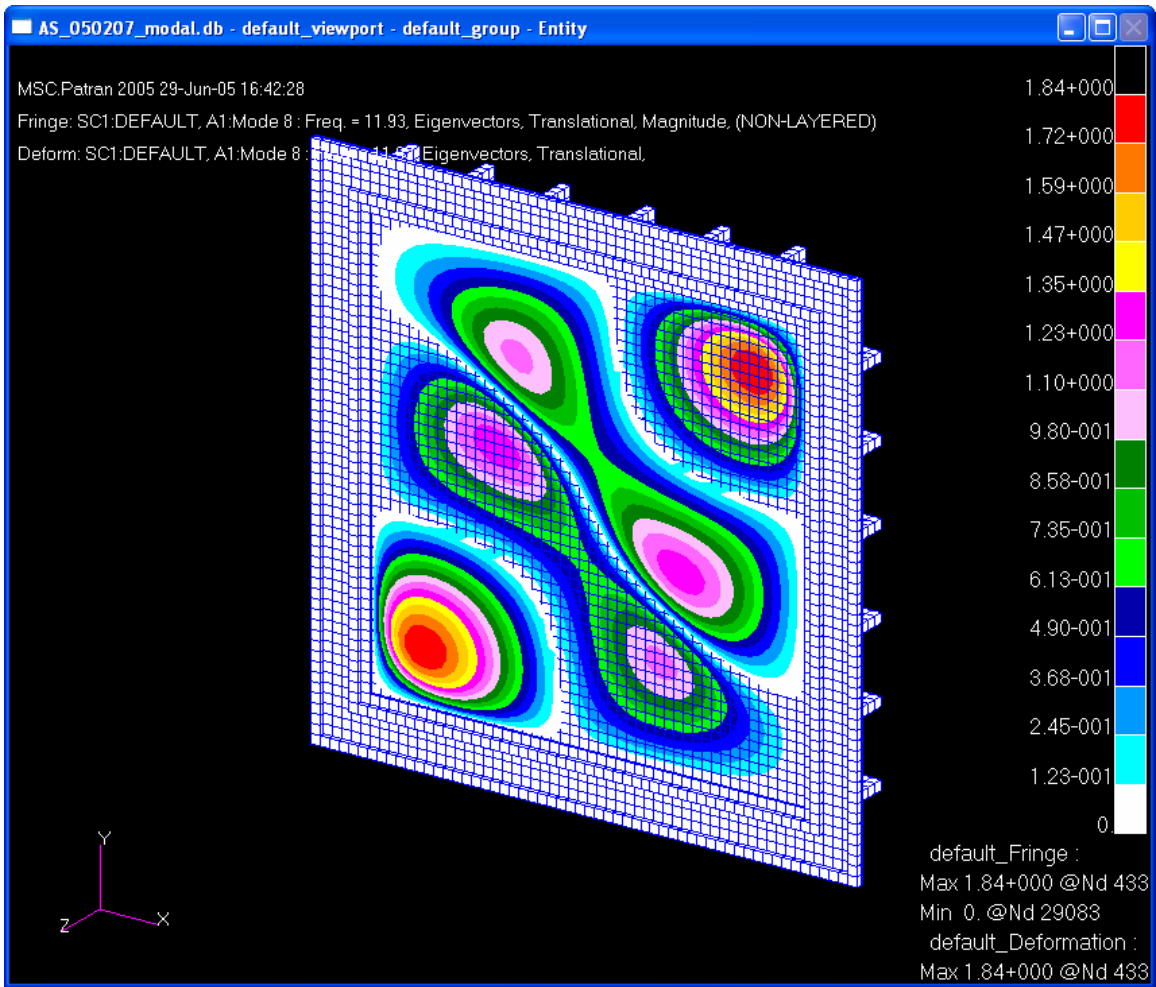 AS_050207_modal.db - default_viewport - default_group - Entity
MSC.Patran 2005 29-Jun-05 16:42:28
Fringe: SC1:DEFAULT, A1:Mode 8 : Freq. = 11.93, Eigenvectors, Translational, Magnitude, (NON-LAYERED)
Deform: SC1:DEFAULT, A1:Mode 8 : Eigenvectors, Translational,
1.84+000
1.72+000
1.59+000
1.47+000
1.35+000
1.23+000
1.10+000
9.80-001
8.58-001
7.35-001
6.13-001
4.90-001
3.68-001
2.45-001
1.23-001
0.
default_Fringe :
Max 1.84+000 @Nd 433
Min 0. @Nd 29083
default_Deformation :
Max 1.84+000 @Nd 433
Y
Z
X